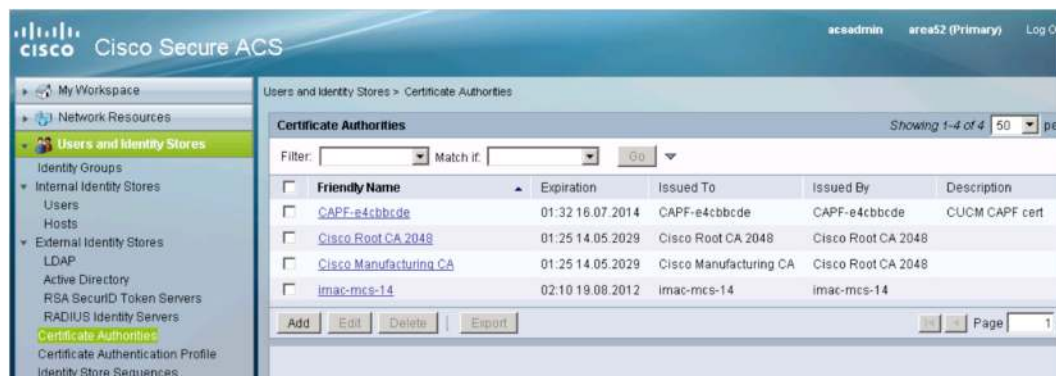 CISCO Cisco Secure ACS
acsadmin area52 (Primary) Log O
My Workspace
Network Resources
Users and Identity Stores
Identity Groups
Internal Identity Stores
Users
Hosts
External Identity Stores
LDAP
Active Directory
RSA SecurID Token Servers
RADIUS Identity Servers
Certificate Authorities
Certificate Authentication Profile
Identity Store Sequences
Users and Identity Stores > Certificate Authorities
Certificate Authorities Showing 1-4 of 4 50 pe
Filter: Match if: Go
Friendly Name Expiration Issued To Issued By Description
CAPF-e4cbbcde 01:32 16.07.2014 CAPF-e4cbbcde CAPF-e4cbbcde CUCM CAPF cert
Cisco Root CA 2048 01:25 14.05.2029 Cisco Root CA 2048 Cisco Root CA 2048
Cisco Manufacturing CA 01:25 14.05.2029 Cisco Manufacturing CA Cisco Root CA 2048
imac-mcs-14 02:10 19.08.2012 imac-mcs-14 imac-mcs-14
Add Edit Delete | Export Page 1